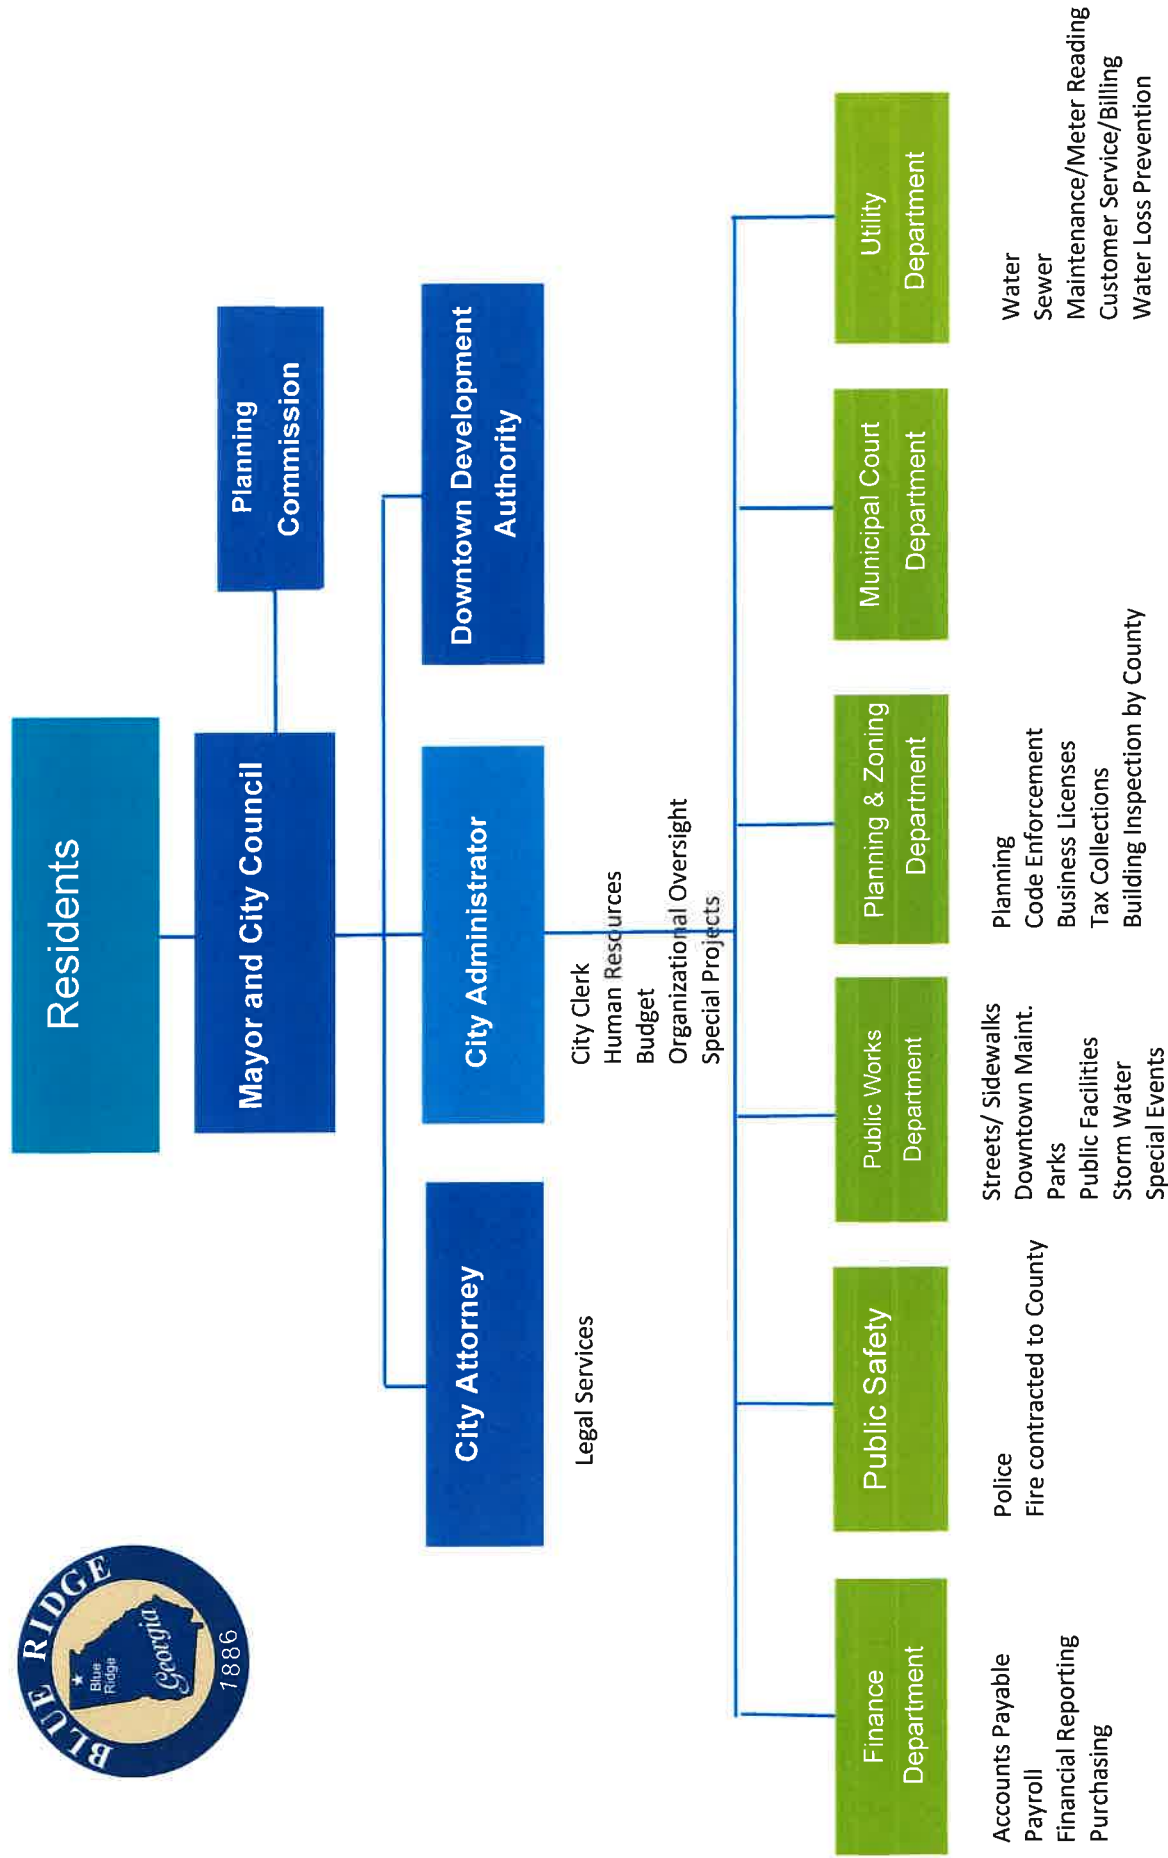 BLUE RIDGE
Blue
Ridge
Georgia
1886
Residents
Mayor and City Council
Planning
Commission
City Attorney
Legal Services
City Administrator
City Clerk
Human Resources
Budget
Organizational Oversight
Special Projects
Downtown Development
Authority
Finance
Department
Accounts Payable
Payroll
Financial Reporting
Purchasing
Public Safety
Police
Fire contracted to County
Public Works
Department
Streets/ Sidewalks
Downtown Maint.
Parks
Public Facilities
Storm Water
Special Events
Planning & Zoning
Department
Planning
Code Enforcement
Business Licenses
Tax Collections
Building Inspection by County
Municipal Court
Department
Utility
Department
Water
Sewer
Maintenance/Meter Reading
Customer Service/Billing
Water Loss Prevention